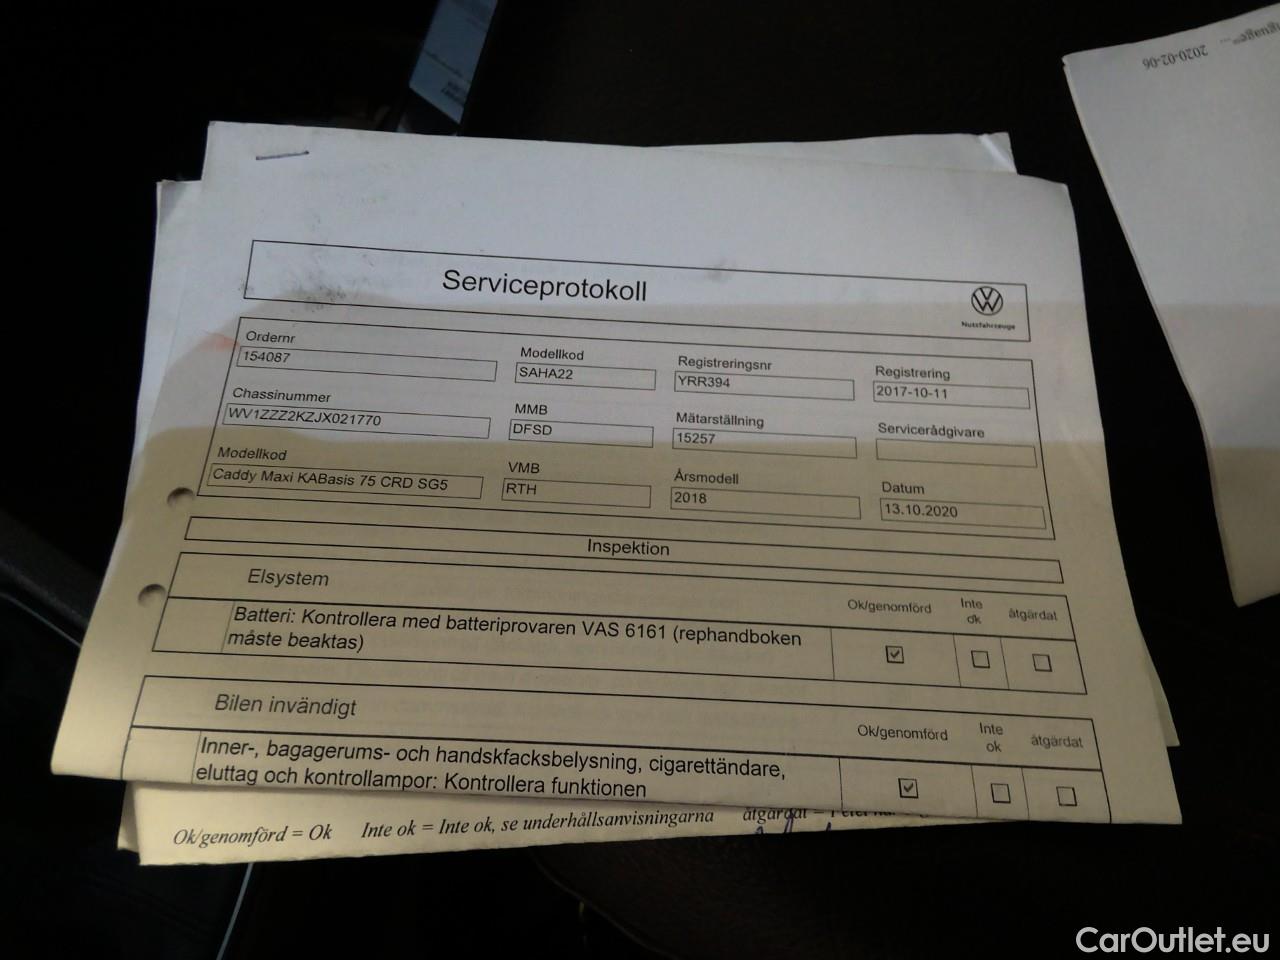 2020-02-06
Serviceprotokoll
Nutzfahrzeuge
Ordernr
154087
Modellkod
SAHA22
Registreringsnr
YRR394
Registrering
2017-10-11
Chassinummer
WV1ZZZ2KZJX021770
MMB
DFSD
Mätarställning
15257
Servicerådgivare
Modellkod
Caddy Maxi KABasis 75 CRD SG5
VMB
RTH
Årsmodell
2018
Datum
13.10.2020
Inspektion
Elsystem
Ok/genomförd
Inte
ok
åtgärdat
Batteri: Kontrollera med batteriprovaren VAS 6161 (rephandboken
måste beaktas)
Bilen invändigt
Ok/genomförd
Inte
ok
åtgärdat
Inner-, bagagerums- och handskfacksbelysning, cigarettändare,
eluttag och kontrollampor: Kontrollera funktionen
Ok/genomförd = Ok Inte ok = Inte ok, se underhållsanvisningarna åtgärdat =
CarOutlet.eu